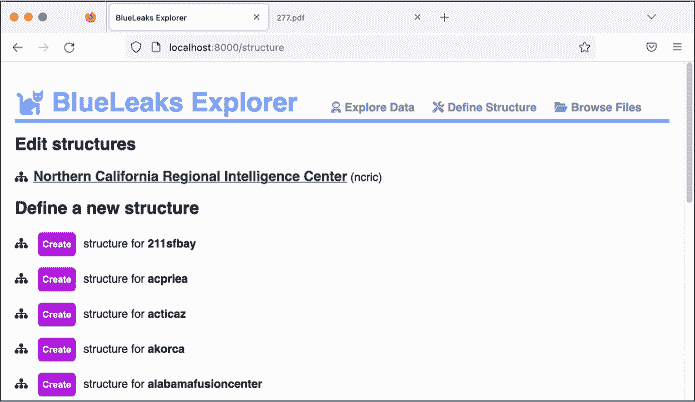 BlueLeaks Explorer
277.pdf
localhost:8000/structure
BlueLeaks Explorer
Explore Data
Define Structure
Browse Files
Edit structures
Northern California Regional Intelligence Center (ncric)
Define a new structure
Create structure for 211sfbay
Create structure for acpriea
Create structure for acticaz
Create structure for akorca
Create structure for alabamafusioncenter